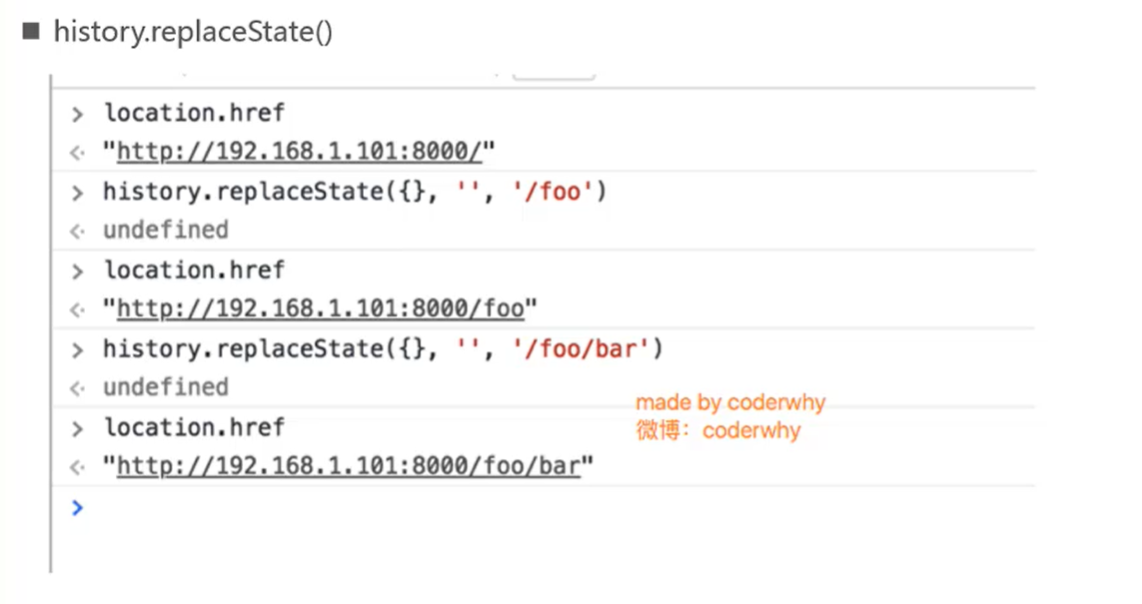 ■ history.replaceState()
> location.href
<· "http://192.168.1.101:8000/"
> history.replaceState({}, '', '/foo')
<· undefined
> location.href
<· "http://192.168.1.101:8000/foo"
> history.replaceState({}, '', '/foo/bar')
<· undefined
made by coderwhy
> location.href
微博：coderwhy
<· "http://192.168.1.101:8000/foo/bar"
>